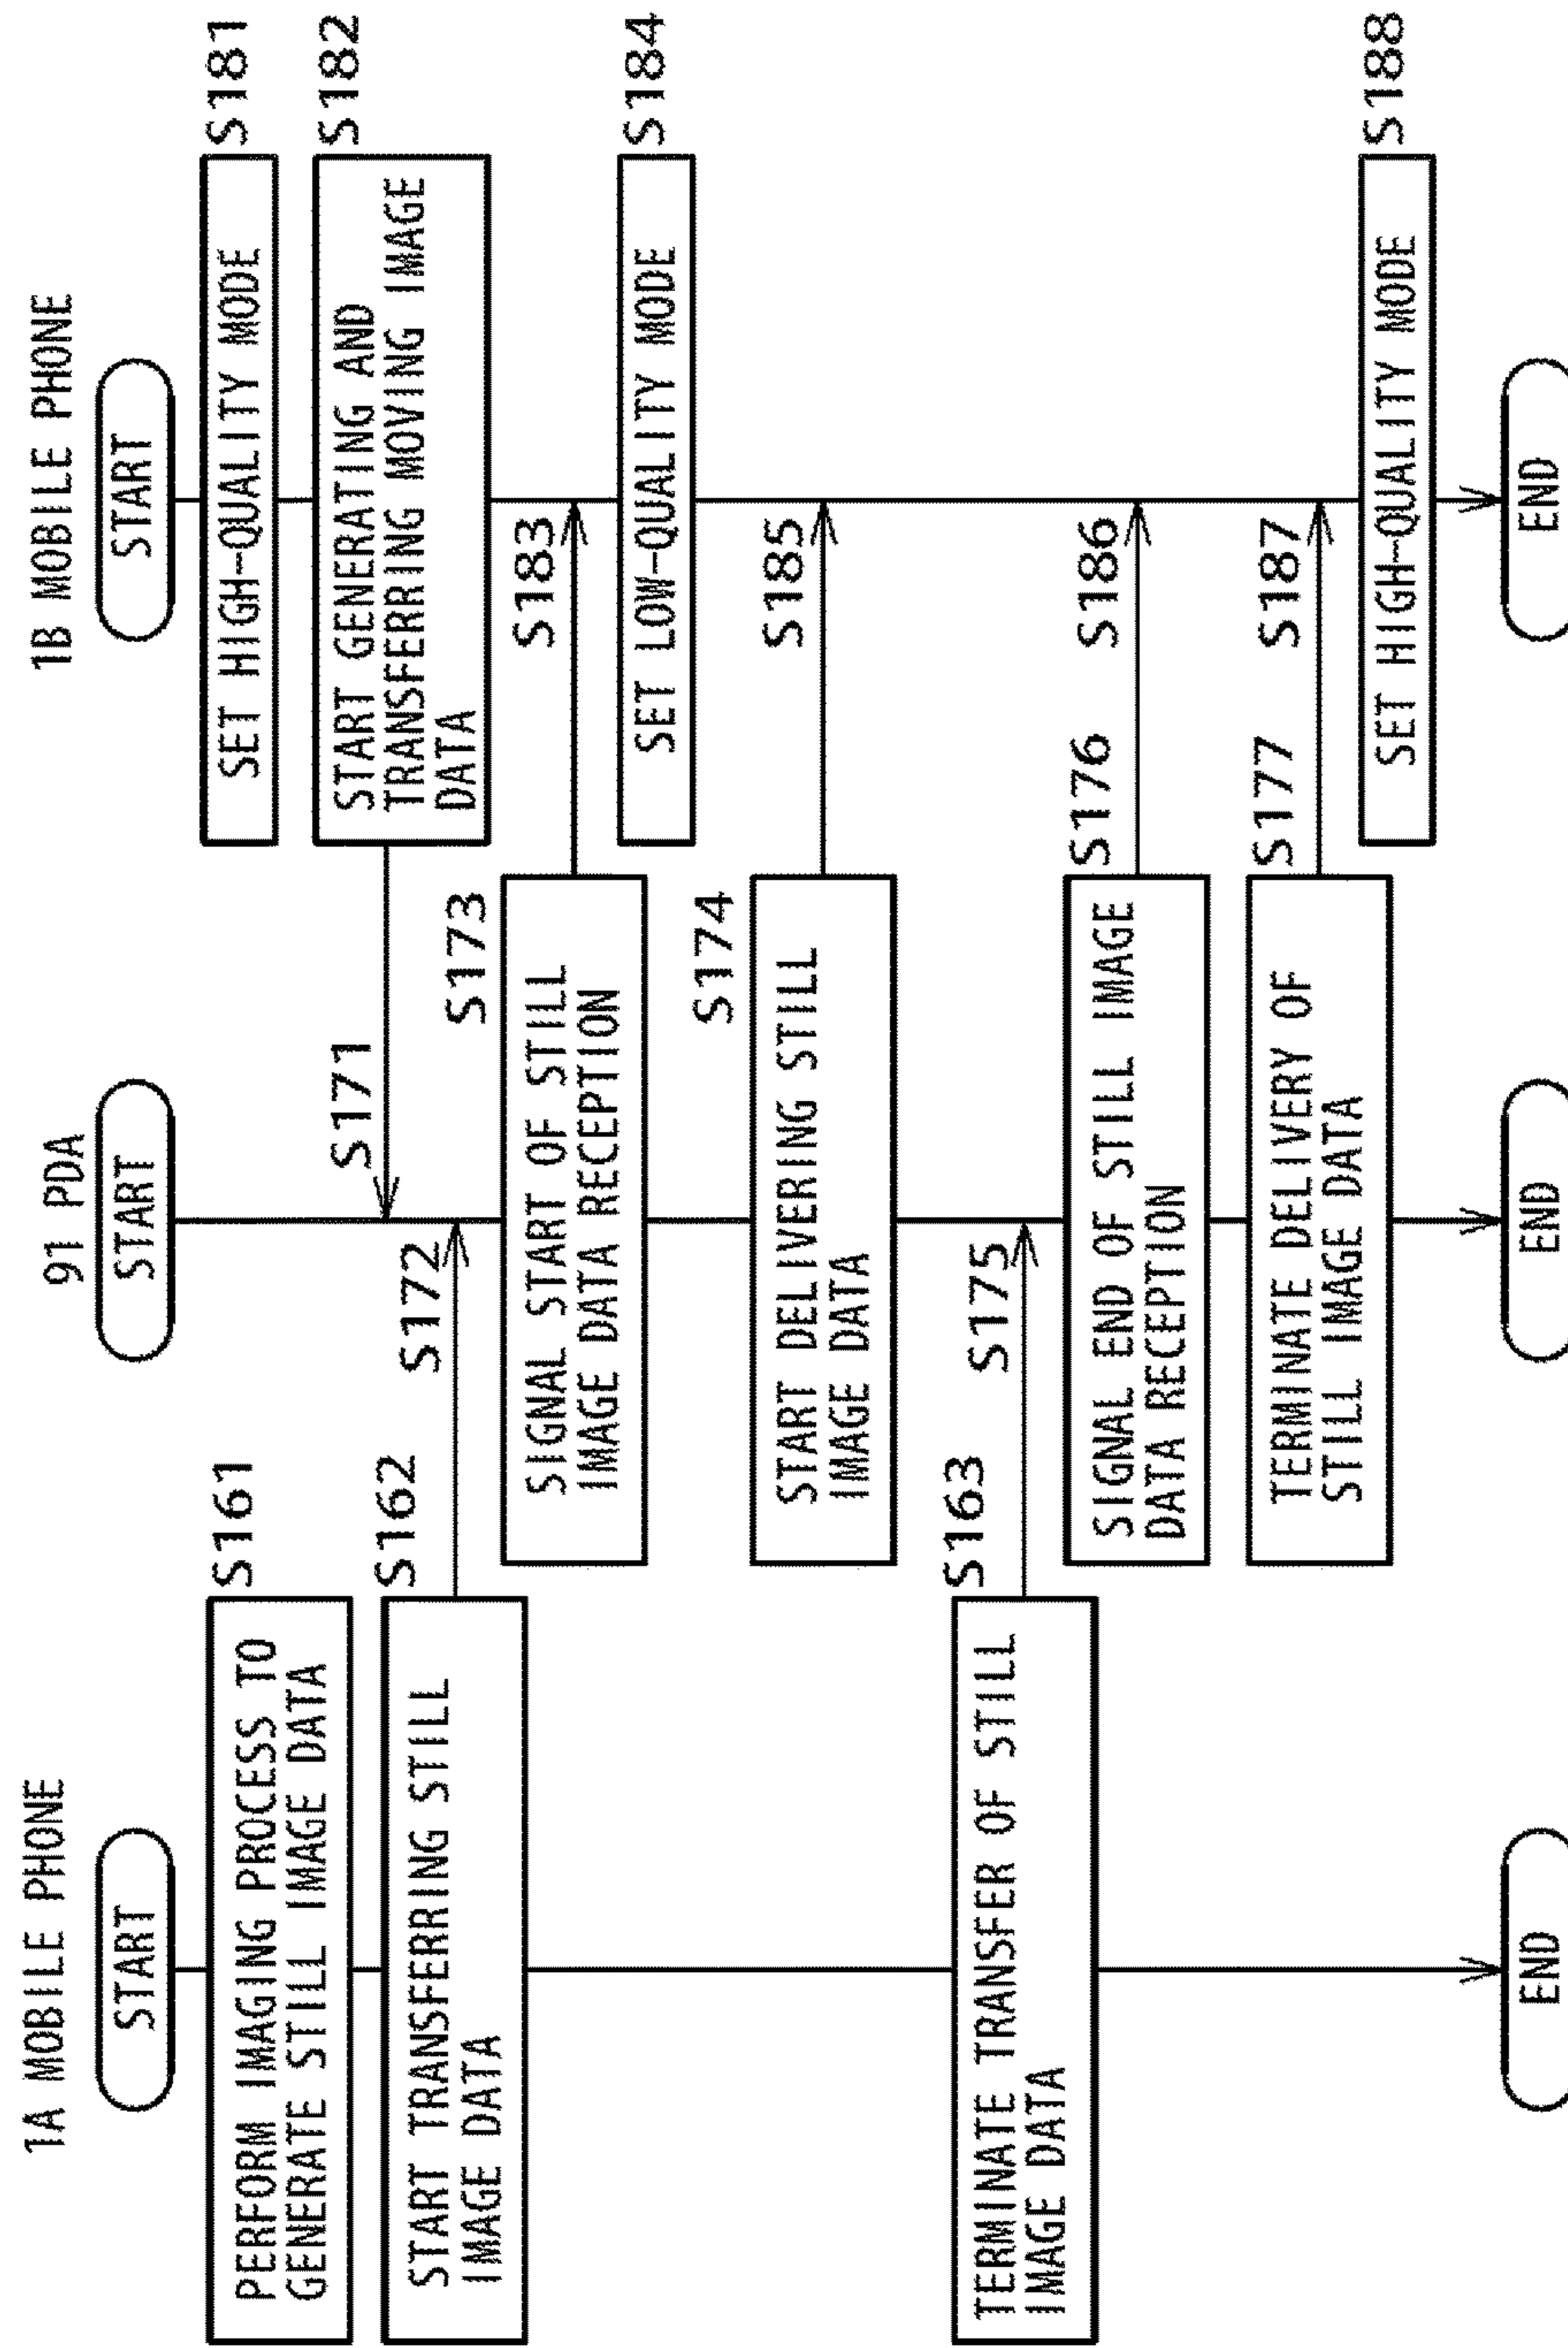 1A MOBILE PHONE
START
S161
PERFORM IMAGING PROCESS TO
GENERATE STILL IMAGE DATA
S162
START TRANSFERRING STILL
IMAGE DATA
S163
TERMINATE TRANSFER OF STILL
IMAGE DATA
END
91 PDA
START
S171
S172
S173
SIGNAL START OF STILL
IMAGE DATA RECEPTION
S174
START DELIVERING STILL
IMAGE DATA
S175
S176
SIGNAL END OF STILL IMAGE
DATA RECEPTION
S177
TERMINATE DELIVERY OF
STILL IMAGE DATA
END
1B MOBILE PHONE
START
S181
SET HIGH-QUALITY MODE
S182
START GENERATING AND
TRANSFERRING MOVING IMAGE
DATA
S183
S184
SET LOW-QUALITY MODE
S185
S186
S187
S188
SET HIGH-QUALITY MODE
END